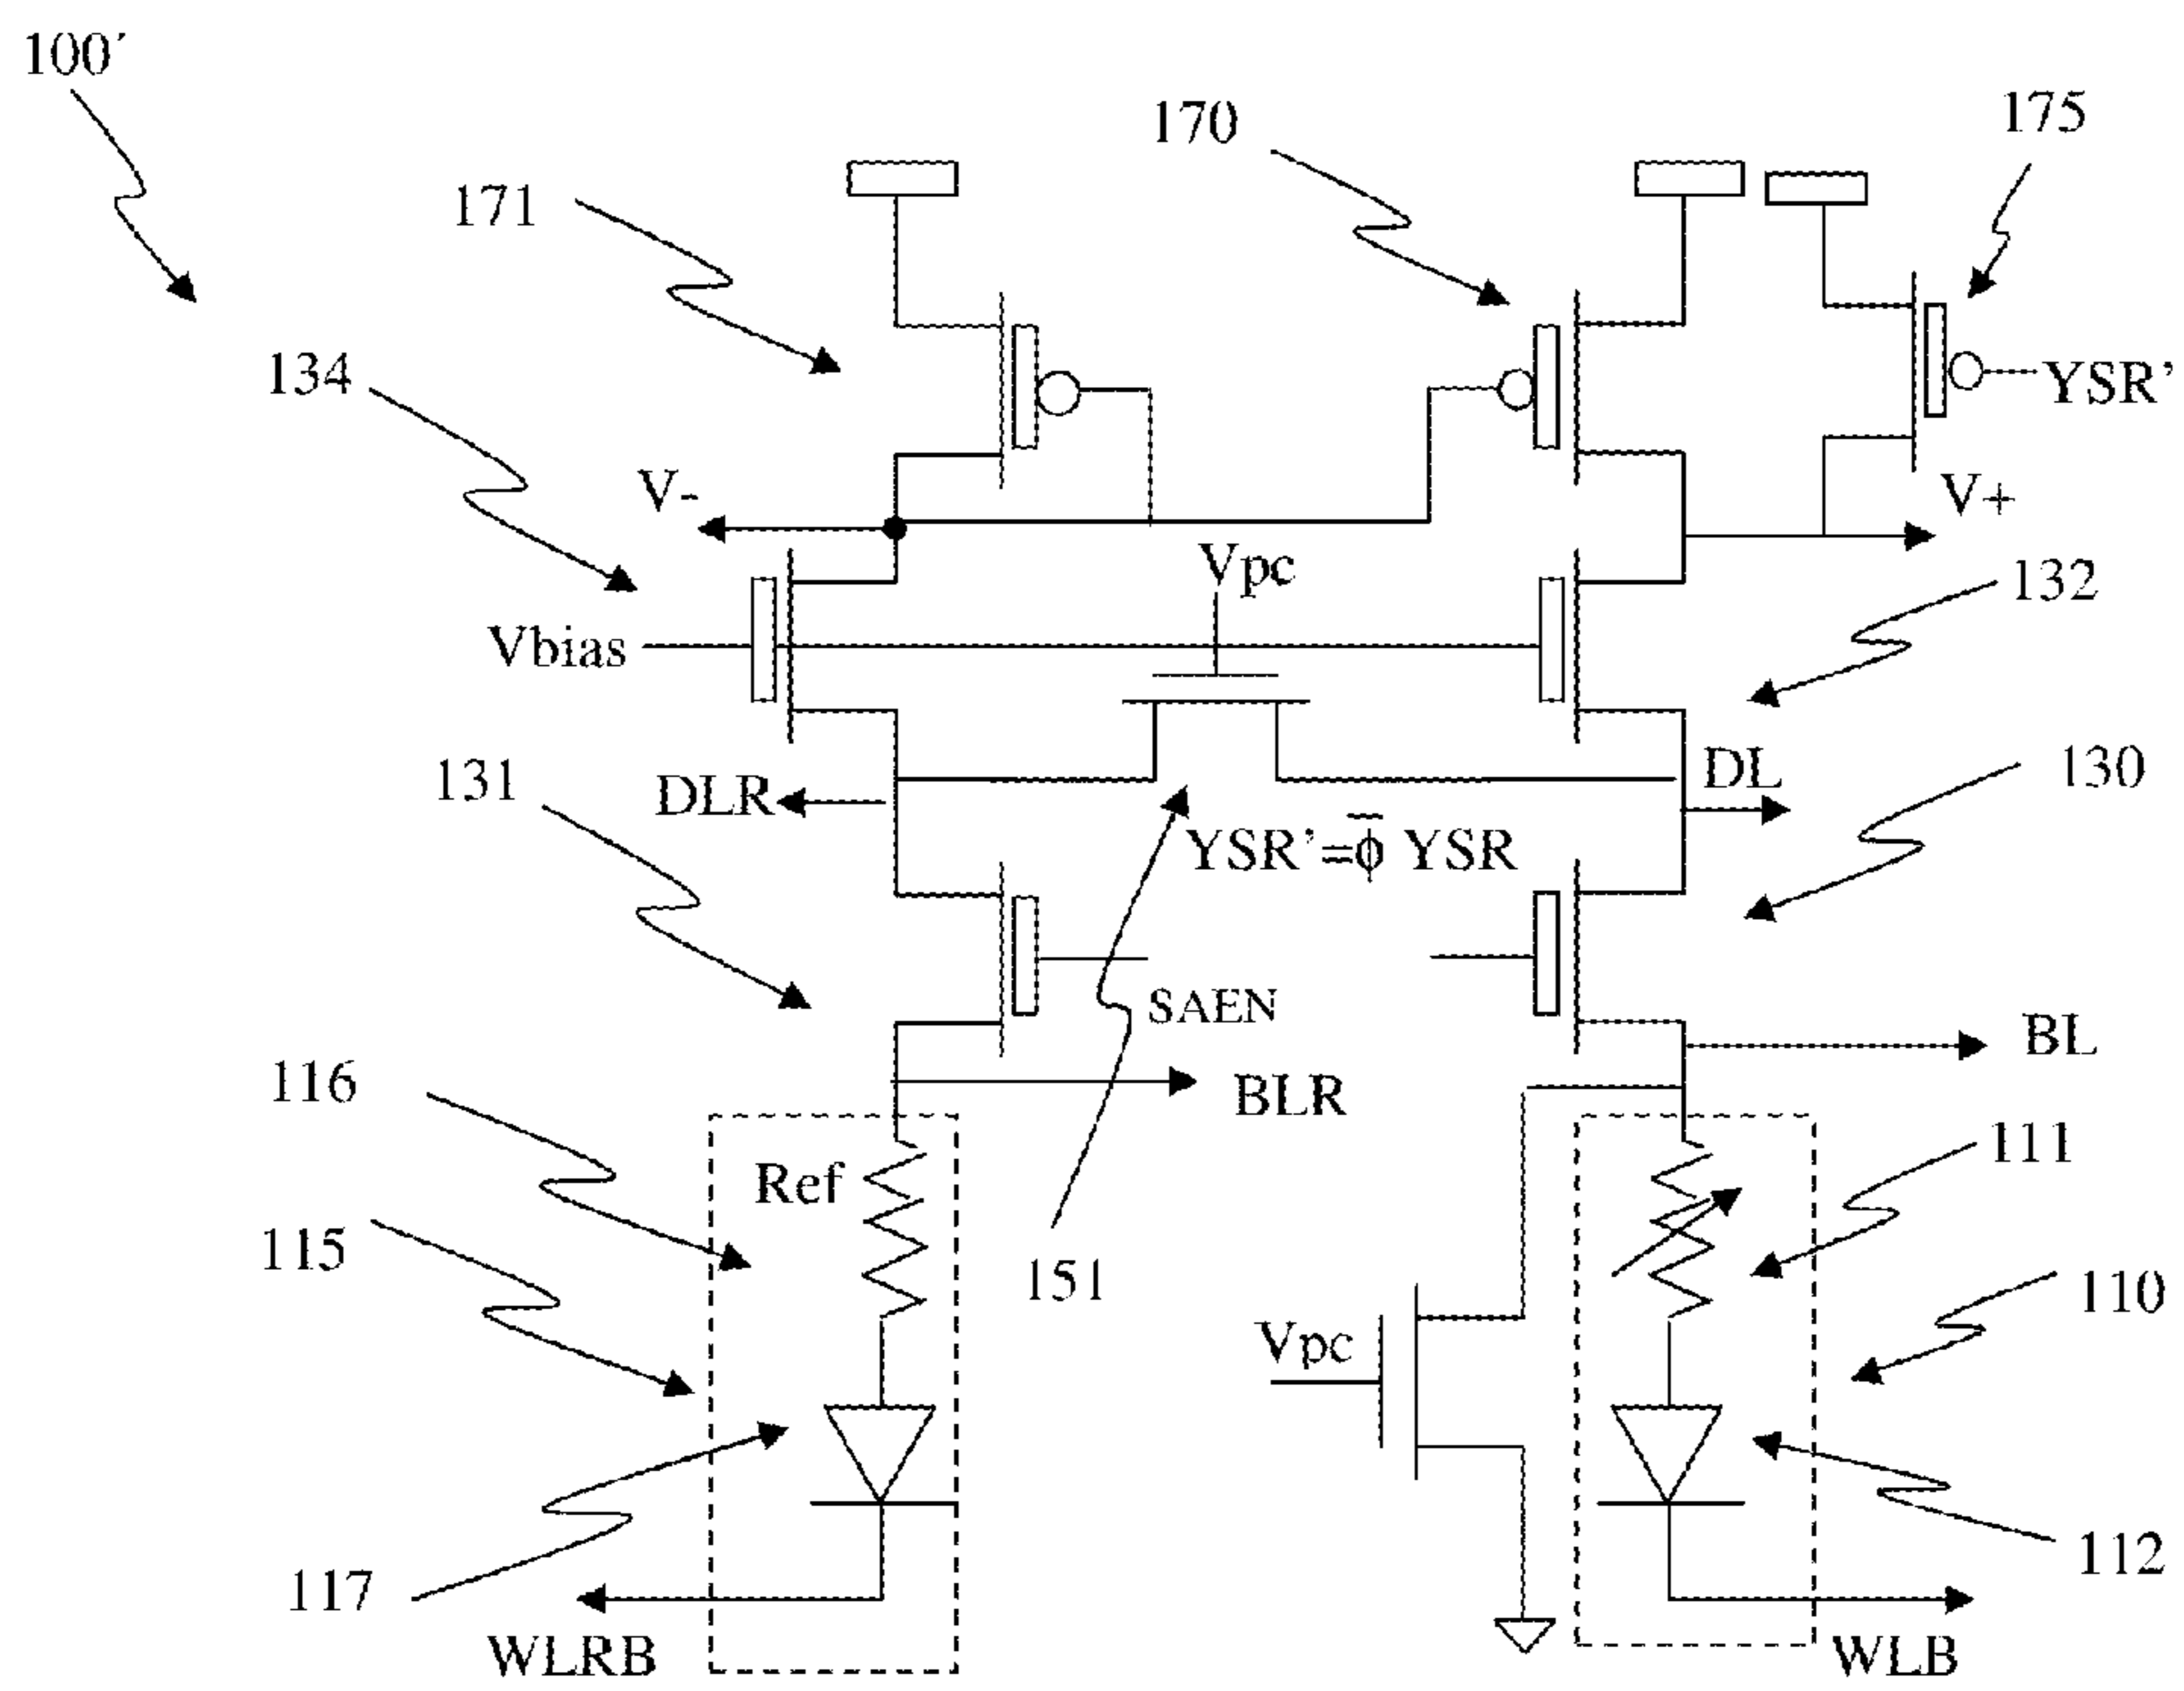 100'
170
175
171
134
YSR'
V-
V+
Vpc
132
Vbias
131
DLR
DL
130
YSR'=ϕ̅ YSR
SAEN
BL
116
BLR
Ref
111
115
151
110
Vpc
117
112
WLRB
WLB